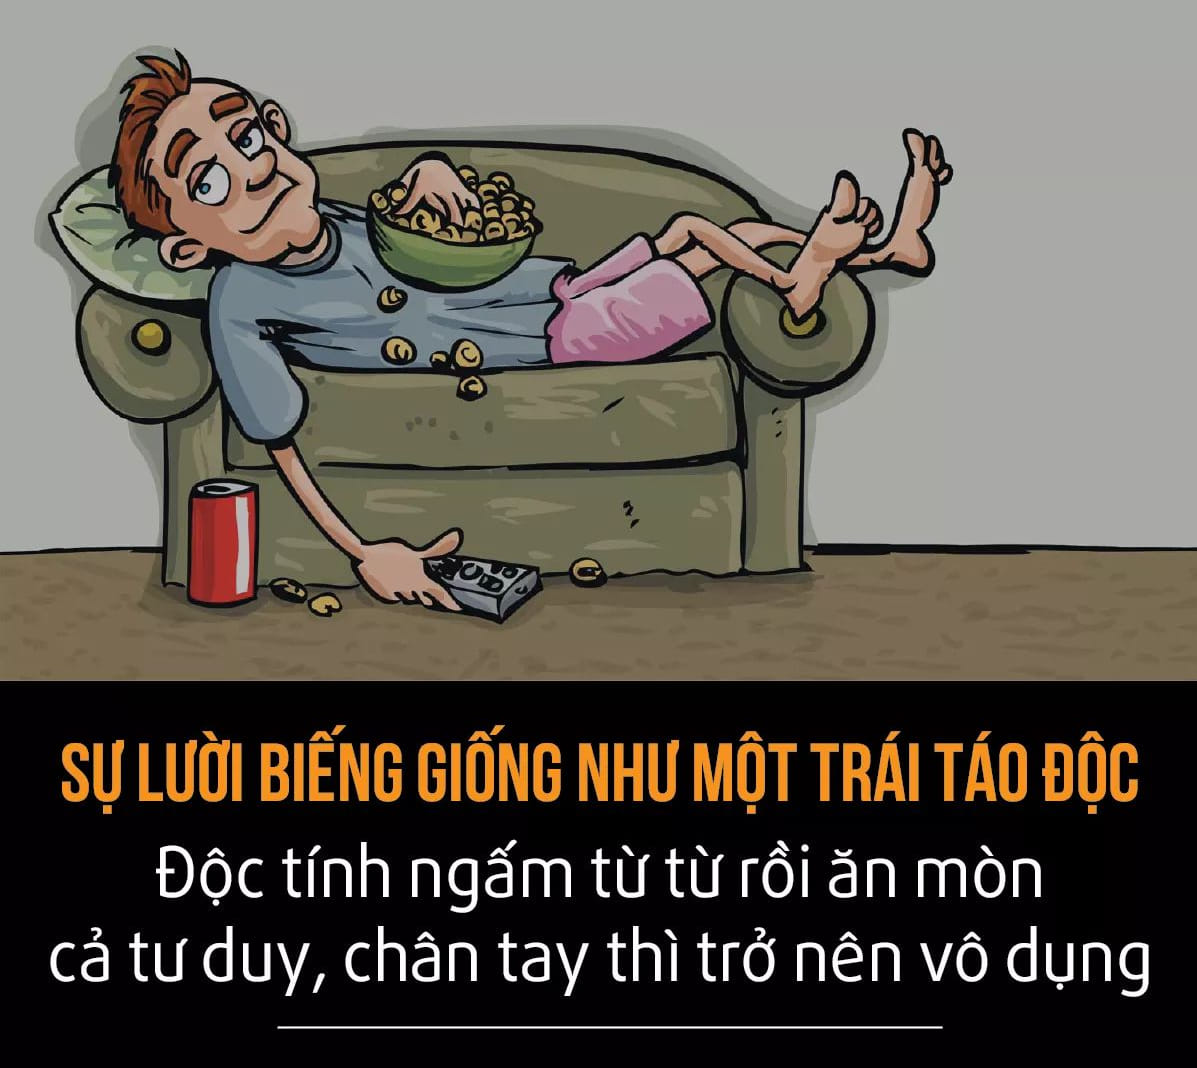 SỰ LƯỜI BIẾNG GIỐNG NHƯ MỘT TRÁI TÁO ĐỘC
Độc tính ngấm từ từ rồi ăn mòn
cả tư duy, chân tay thì trở nên vô dụng